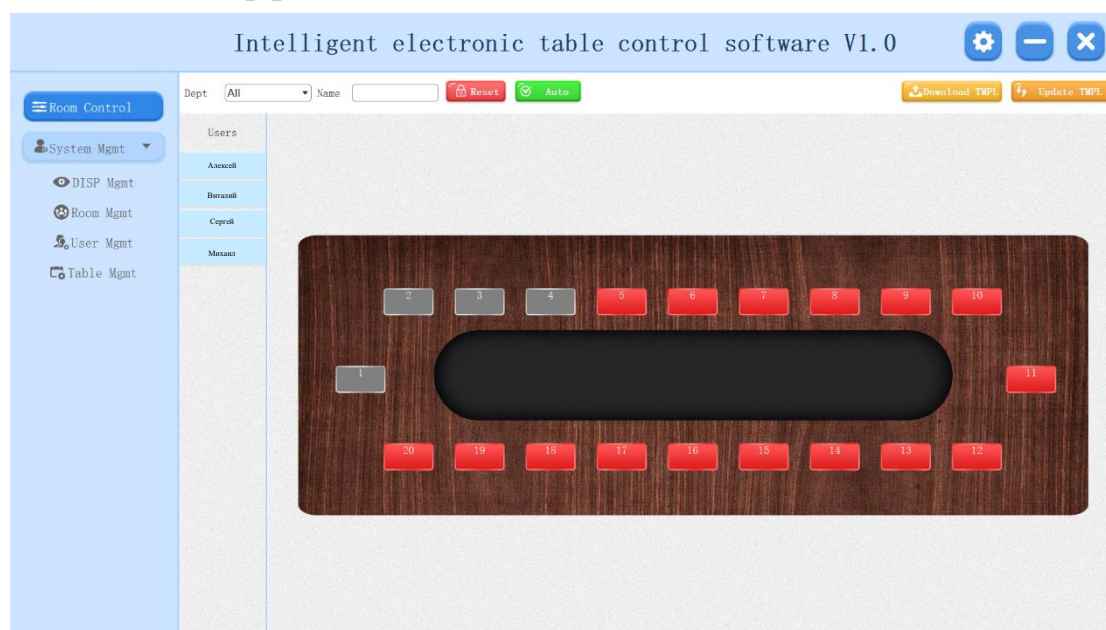 Intelligent electronic table control software V1.0
Room Control
System Mgmt
DISP Mgmt
Room Mgmt
User Mgmt
Table Mgmt
Dept All Name Reset Auto Download TMPL Update TMPL
Users
Алексей
Виталий
Сергей
Михаил
2 3 4 5 6 7 8 9 10
1 11
20 19 18 17 16 15 14 13 12